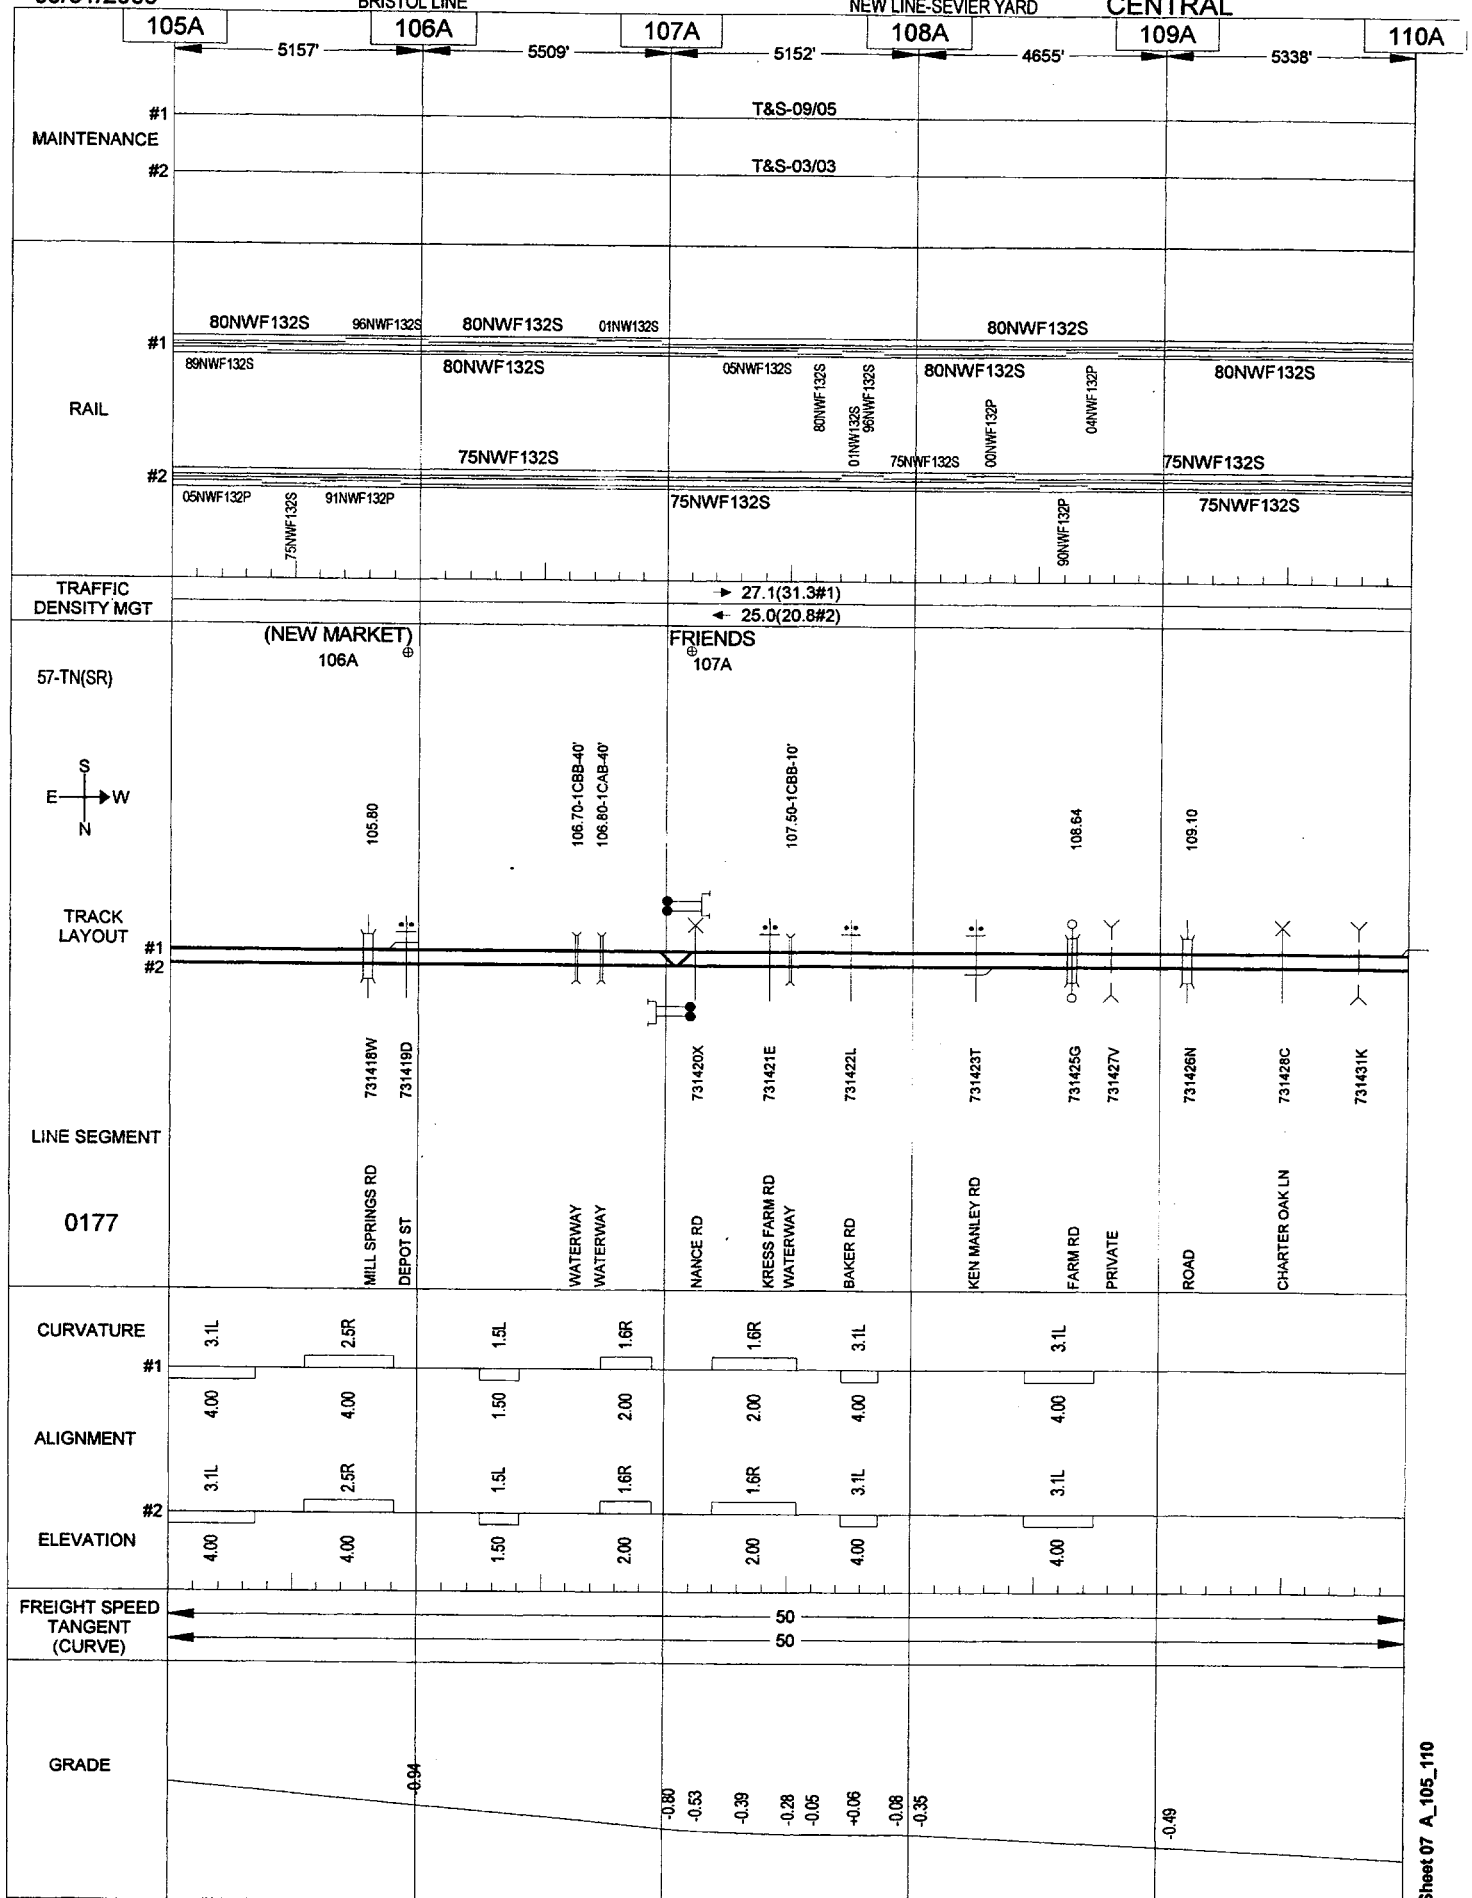 BRISTOL LINE
NEW LINE-SEVIER YARD
CENTRAL
105A 106A 107A 108A 109A 110A
5157' 5509' 5152' 4655' 5338'
MAINTENANCE
#1 T&S-09/05
#2 T&S-03/03
RAIL
80NWF132S 96NWF132S 80NWF132S 01NW132S 80NWF132S
#1
89NWF132S 80NWF132S 05NWF132S 80NWF132S 01NW132S 96NWF132S 80NWF132S 00NWF132P 04NWF132P 80NWF132S
75NWF132S 75NWF132S 75NWF132S
#2
05NWF132P 75NWF132S 91NWF132P 75NWF132S 90NWF132P 75NWF132S
TRAFFIC
DENSITY MGT
27.1(31.3#1)
25.0(20.8#2)
(NEW MARKET)
106A
FRIENDS
107A
57-TN(SR)
S
E W
N
105.80 106.70-1CBB-40' 106.80-1CAB-40' 107.50-1CBB-10' 108.64 109.10
TRACK
LAYOUT
#1
#2
731418W 731419D 731420X 731421E 731422L 731423T 731425G 731427V 731426N 731428C 731431K
LINE SEGMENT
0177
MILL SPRINGS RD
DEPOT ST
WATERWAY
WATERWAY
NANCE RD
KRESS FARM RD
WATERWAY
BAKER RD
KEN MANLEY RD
FARM RD
PRIVATE
ROAD
CHARTER OAK LN
CURVATURE
3.1L 2.5R 1.5L 1.6R 1.6R 3.1L 3.1L
#1
4.00 4.00 1.50 2.00 2.00 4.00 4.00
ALIGNMENT
3.1L 2.5R 1.5L 1.6R 1.6R 3.1L 3.1L
#2
ELEVATION
4.00 4.00 1.50 2.00 2.00 4.00 4.00
FREIGHT SPEED
TANGENT
(CURVE)
50
50
GRADE
-0.94 -0.80 -0.53 -0.39 -0.28 -0.05 +0.06 -0.08 -0.35 -0.49
Sheet 07 A_105_110